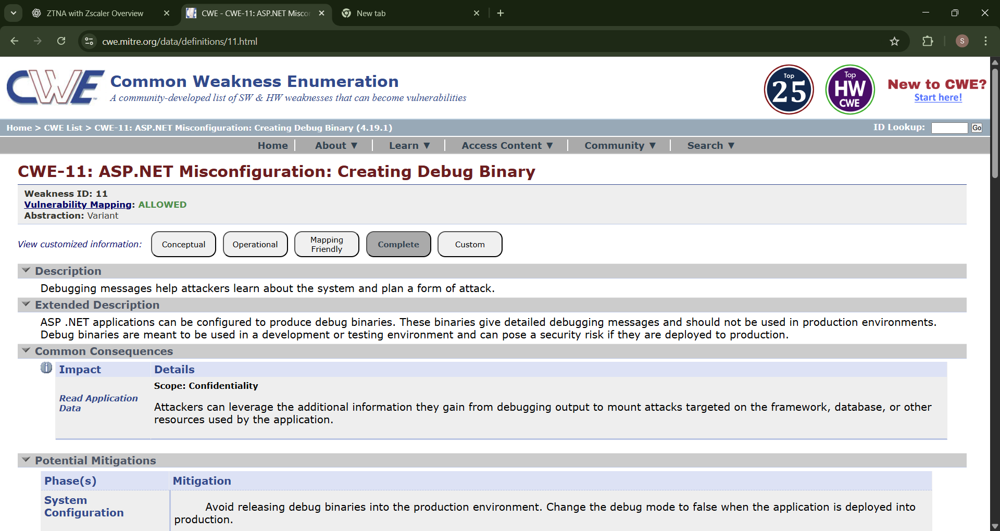 ZTNA with Zscaler Overview
CWE - CWE-11: ASP.NET Misco
New tab
cwe.mitre.org/data/definitions/11.html
S
CWE
Common Weakness Enumeration
A community-developed list of SW & HW weaknesses that can become vulnerabilities
Top
25
Top
HW
CWE
New to CWE?
Start here!
Home > CWE List > CWE-11: ASP.NET Misconfiguration: Creating Debug Binary (4.19.1)
ID Lookup:
Go
Home
About ▼
Learn ▼
Access Content ▼
Community ▼
Search ▼
CWE-11: ASP.NET Misconfiguration: Creating Debug Binary
Weakness ID: 11
Vulnerability Mapping: ALLOWED
Abstraction: Variant
View customized information:
Conceptual
Operational
Mapping
Friendly
Complete
Custom
Description
Debugging messages help attackers learn about the system and plan a form of attack.
Extended Description
ASP .NET applications can be configured to produce debug binaries. These binaries give detailed debugging messages and should not be used in production environments.
Debug binaries are meant to be used in a development or testing environment and can pose a security risk if they are deployed to production.
Common Consequences
Impact
Details
Read Application
Data
Scope: Confidentiality
Attackers can leverage the additional information they gain from debugging output to mount attacks targeted on the framework, database, or other
resources used by the application.
Potential Mitigations
Phase(s)
Mitigation
System
Configuration
Avoid releasing debug binaries into the production environment. Change the debug mode to false when the application is deployed into
production.